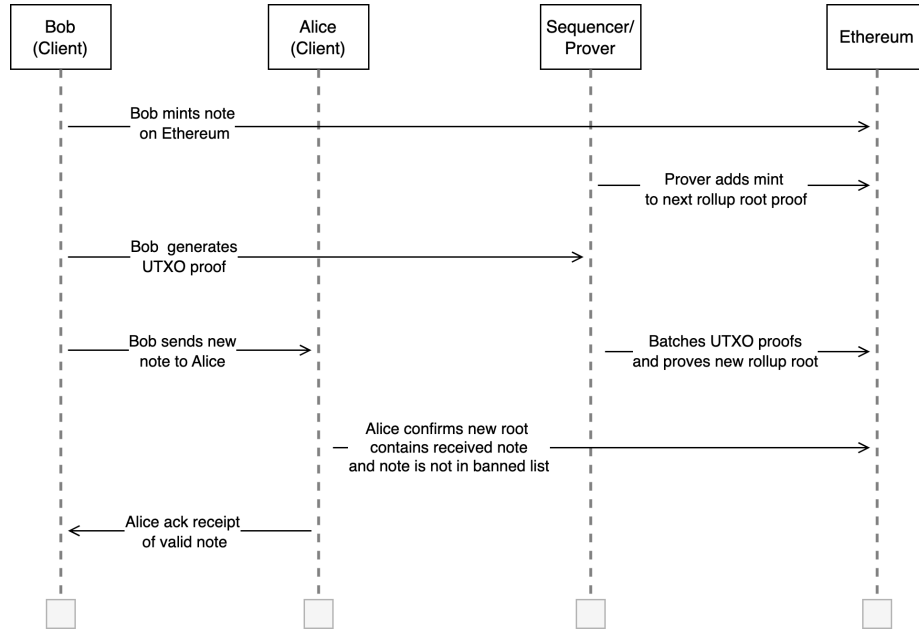 Bob
(Client)
Alice
(Client)
Sequencer/
Prover
Ethereum
Bob mints note
on Ethereum
Prover adds mint
to next rollup root proof
Bob generates
UTXO proof
Bob sends new
note to Alice
Batches UTXO proofs
and proves new rollup root
Alice confirms new root
contains received note
and note is not in banned list
Alice ack receipt
of valid note